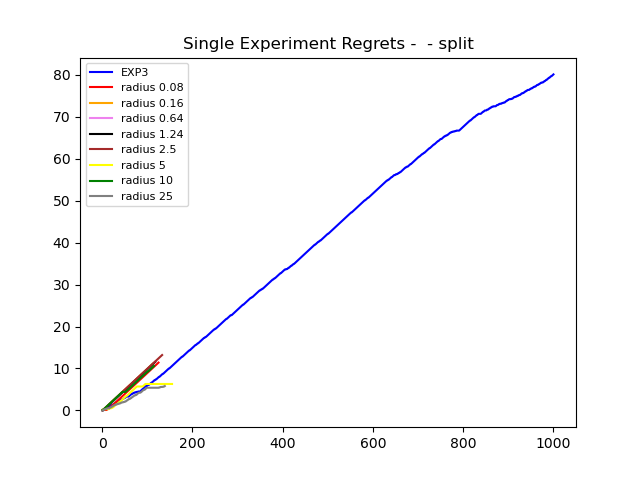 Single Experiment Regrets -  - split
80
70
60
50
40
30
20
10
0
EXP3
radius 0.08
radius 0.16
radius 0.64
radius 1.24
radius 2.5
radius 5
radius 10
radius 25
0 200 400 600 800 1000